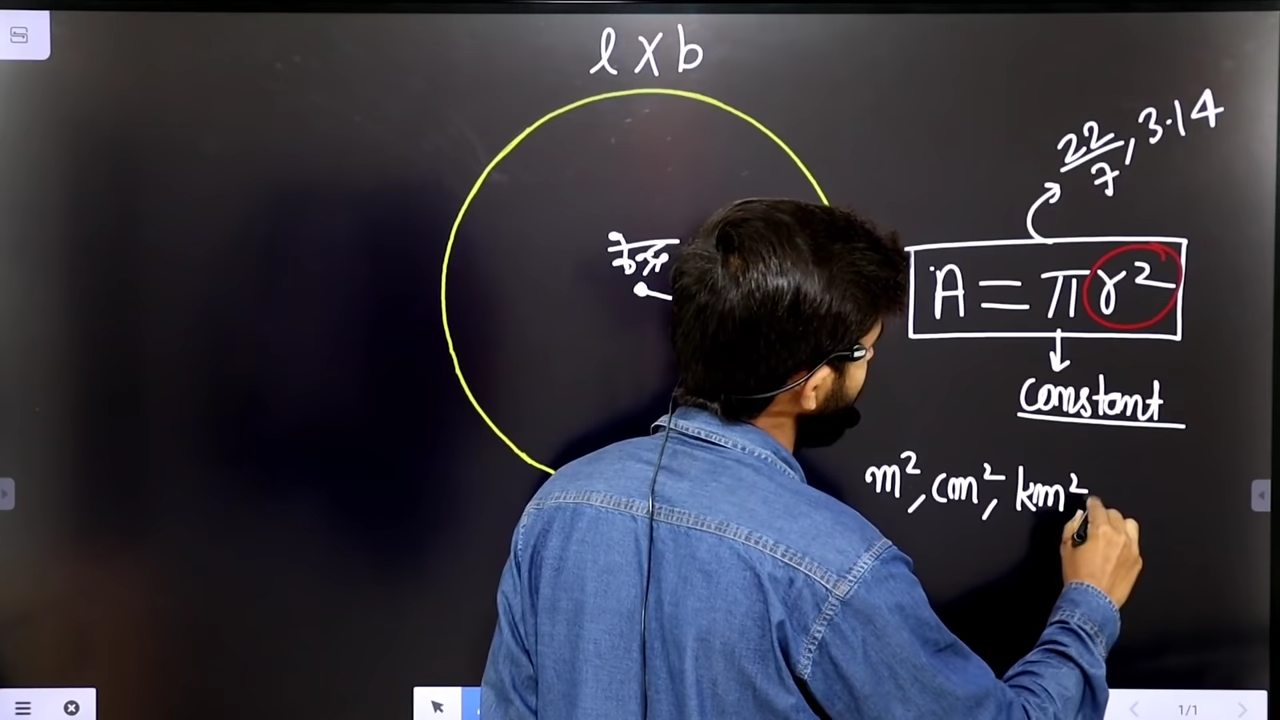 l x b
22/7, 3.14
A = πr²
constant
m², cm², km²
1/1